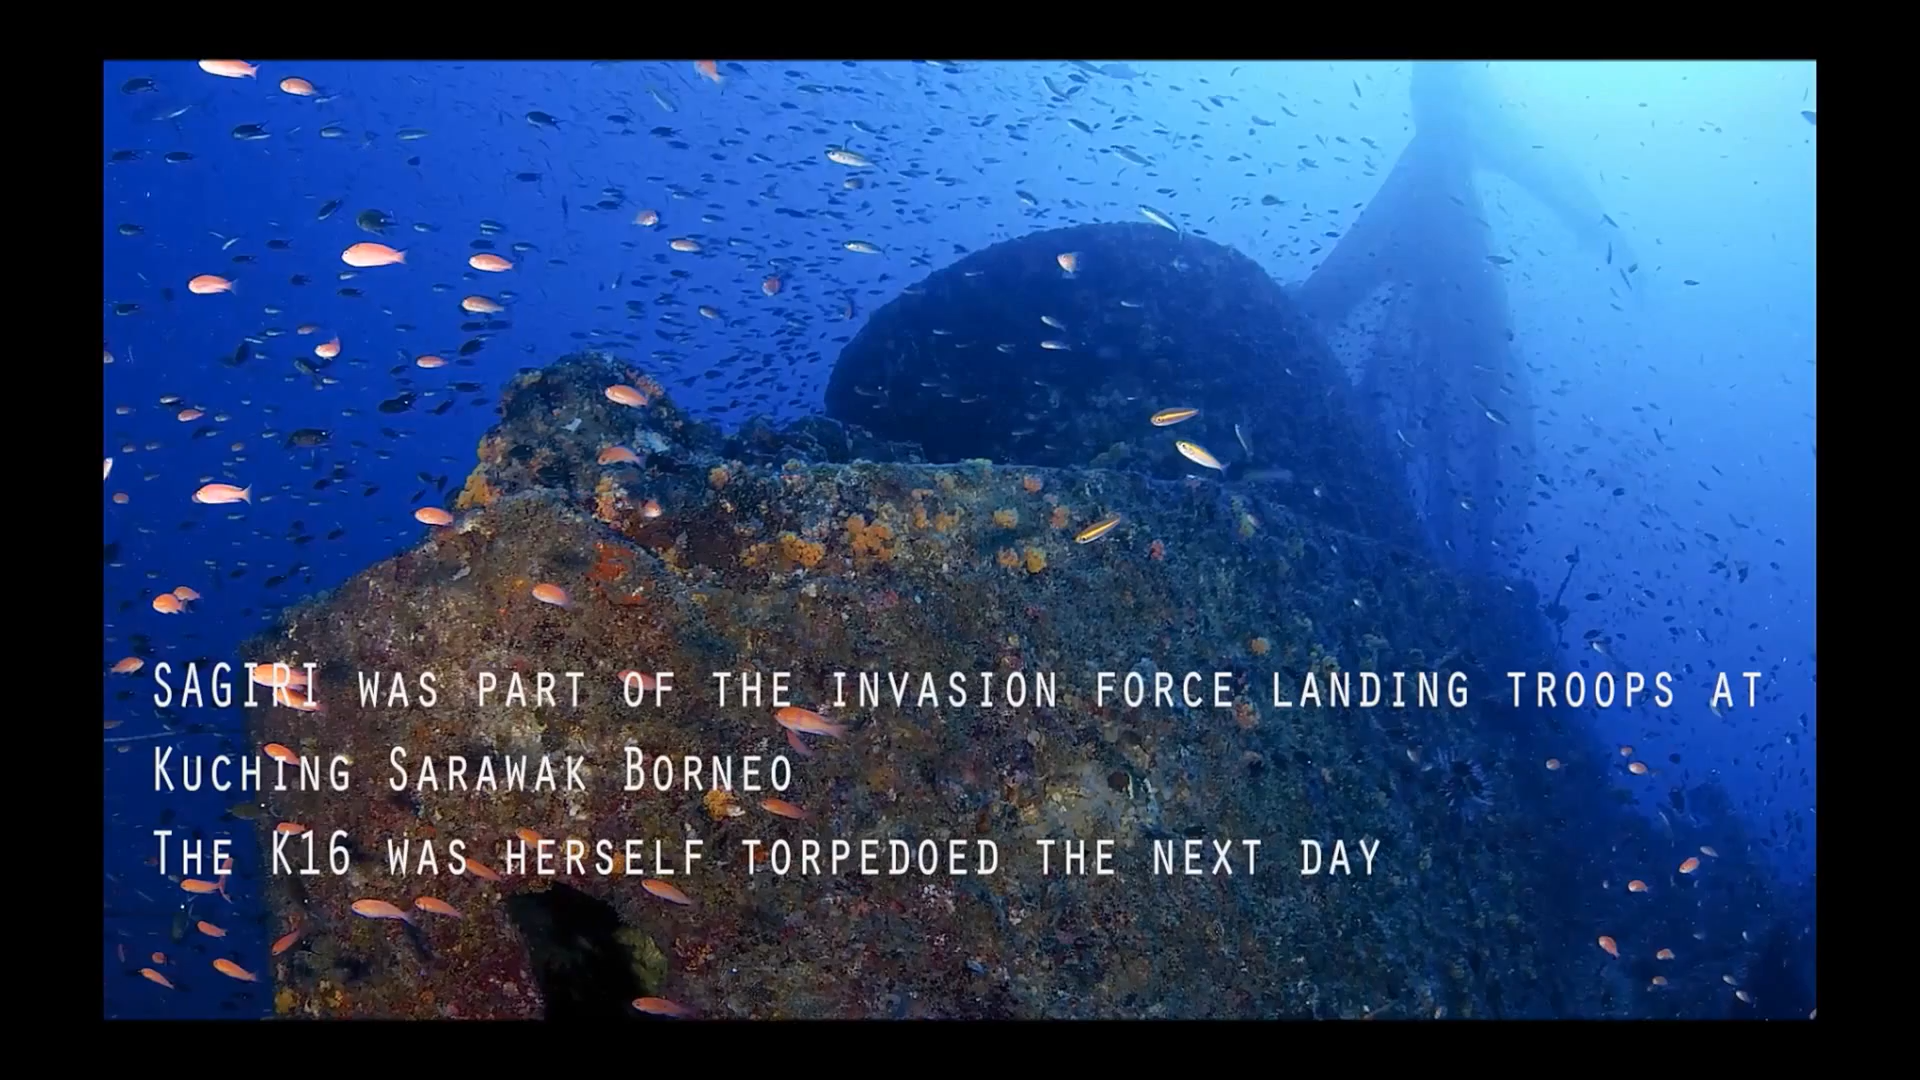 SAGIRI WAS PART OF THE INVASION FORCE LANDING TROOPS AT
KUCHING SARAWAK BORNEO
THE K16 WAS HERSELF TORPEDOED THE NEXT DAY